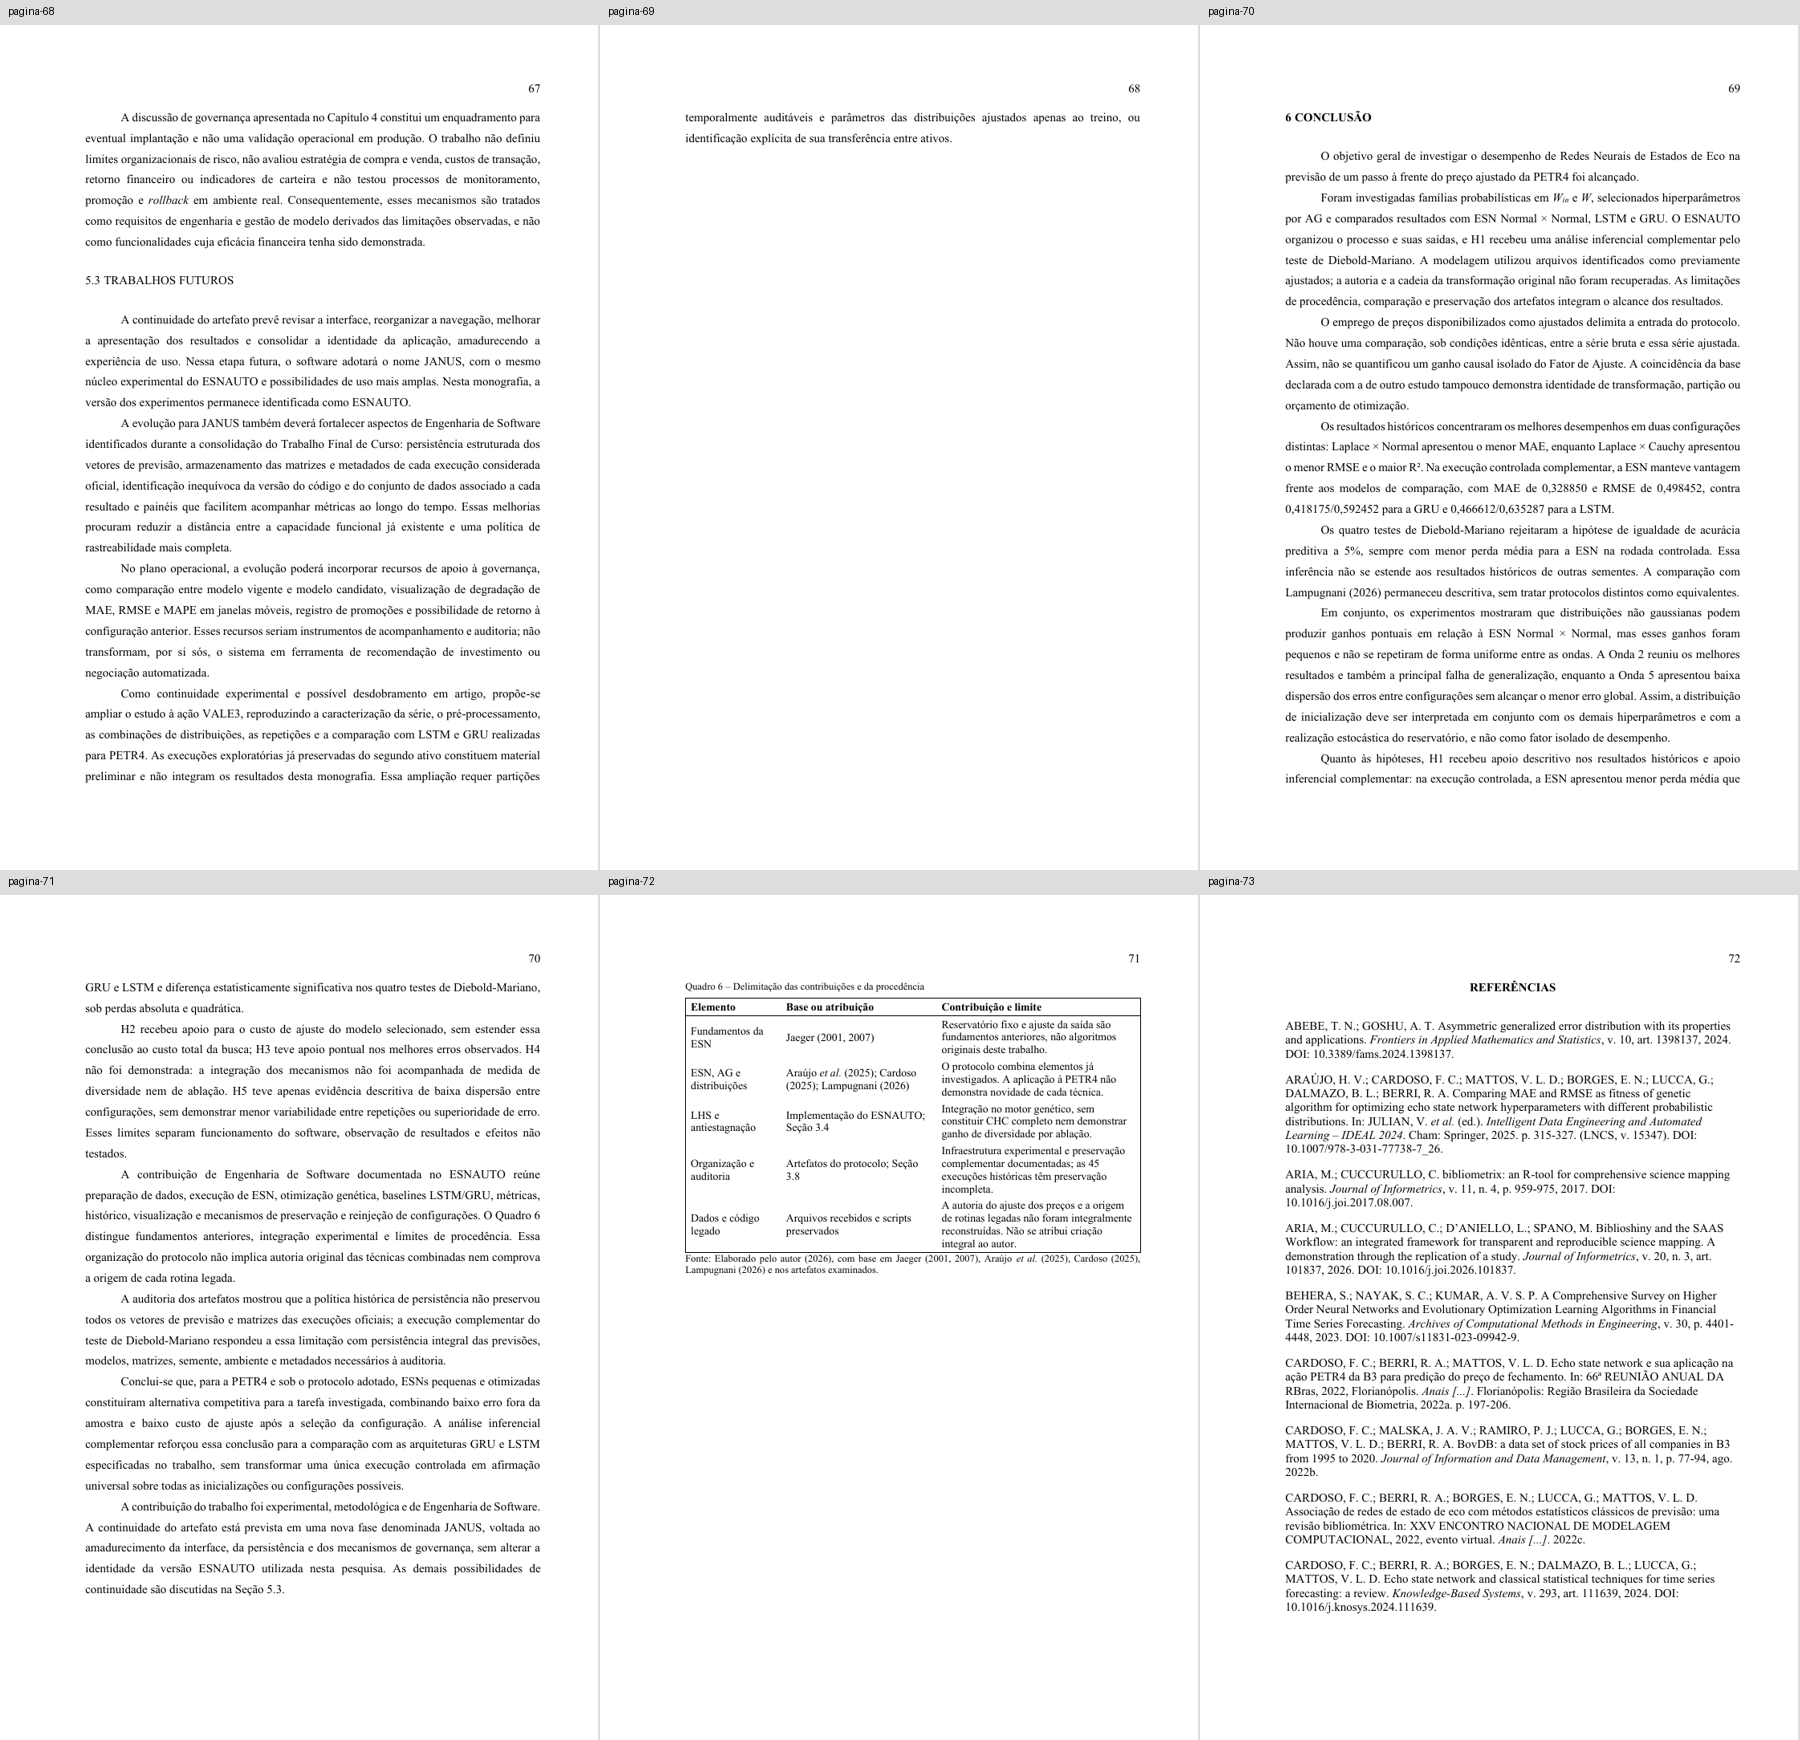 pagina-68
67
A discussão de governança apresentada no Capítulo 4 constitui um enquadramento para
eventual implantação e não uma validação operacional em produção. O trabalho não definiu
limites organizacionais de risco, não avaliou estratégia de compra e venda, custos de transação,
retorno financeiro ou indicadores de carteira e não testou processos de monitoramento,
promoção e rollback em ambiente real. Consequentemente, esses mecanismos são tratados
como requisitos de engenharia e gestão de modelo derivados das limitações observadas, e não
como funcionalidades cuja eficácia financeira tenha sido demonstrada.
5.3 TRABALHOS FUTUROS
A continuidade do artefato prevê revisar a interface, reorganizar a navegação, melhorar
a apresentação dos resultados e consolidar a identidade da aplicação, amadurecendo a
experiência de uso. Nessa etapa futura, o software adotará o nome JANUS, com o mesmo
núcleo experimental do ESNAUTO e possibilidades de uso mais amplas. Nesta monografia, a
versão dos experimentos permanece identificada como ESNAUTO.
A evolução para JANUS também deverá fortalecer aspectos de Engenharia de Software
identificados durante a consolidação do Trabalho Final de Curso: persistência estruturada dos
vetores de previsão, armazenamento das matrizes e metadados de cada execução considerada
oficial, identificação inequívoca da versão do código e do conjunto de dados associado a cada
resultado e painéis que facilitem acompanhar métricas ao longo do tempo. Essas melhorias
procuram reduzir a distância entre a capacidade funcional já existente e uma política de
rastreabilidade mais completa.
No plano operacional, a evolução poderá incorporar recursos de apoio à governança,
como comparação entre modelo vigente e modelo candidato, visualização de degradação de
MAE, RMSE e MAPE em janelas móveis, registro de promoções e possibilidade de retorno à
configuração anterior. Esses recursos seriam instrumentos de acompanhamento e auditoria; não
transformam, por si sós, o sistema em ferramenta de recomendação de investimento ou
negociação automatizada.
Como continuidade experimental e possível desdobramento em artigo, propõe-se
ampliar o estudo à ação VALE3, reproduzindo a caracterização da série, o pré-processamento,
as combinações de distribuições, as repetições e a comparação com LSTM e GRU realizadas
para PETR4. As execuções exploratórias já preservadas do segundo ativo constituem material
preliminar e não integram os resultados desta monografia. Essa ampliação requer partições
pagina-69
68
temporalmente auditáveis e parâmetros das distribuições ajustados apenas ao treino, ou
identificação explícita de sua transferência entre ativos.
pagina-70
69
6 CONCLUSÃO
O objetivo geral de investigar o desempenho de Redes Neurais de Estados de Eco na
previsão de um passo à frente do preço ajustado da PETR4 foi alcançado.
Foram investigadas famílias probabilísticas em Win e W, selecionados hiperparâmetros
por AG e comparados resultados com ESN Normal × Normal, LSTM e GRU. O ESNAUTO
organizou o processo e suas saídas, e H1 recebeu uma análise inferencial complementar pelo
teste de Diebold-Mariano. A modelagem utilizou arquivos identificados como previamente
ajustados; a autoria e a cadeia da transformação original não foram recuperadas. As limitações
de procedência, comparação e preservação dos artefatos integram o alcance dos resultados.
O emprego de preços disponibilizados como ajustados delimita a entrada do protocolo.
Não houve uma comparação, sob condições idênticas, entre a série bruta e essa série ajustada.
Assim, não se quantificou um ganho causal isolado do Fator de Ajuste. A coincidência da base
declarada com a de outro estudo tampouco demonstra identidade de transformação, partição ou
orçamento de otimização.
Os resultados históricos concentraram os melhores desempenhos em duas configurações
distintas: Laplace × Normal apresentou o menor MAE, enquanto Laplace × Cauchy apresentou
o menor RMSE e o maior R². Na execução controlada complementar, a ESN manteve vantagem
frente aos modelos de comparação, com MAE de 0,328850 e RMSE de 0,498452, contra
0,418175/0,592452 para a GRU e 0,466612/0,635287 para a LSTM.
Os quatro testes de Diebold-Mariano rejeitaram a hipótese de igualdade de acurácia
preditiva a 5%, sempre com menor perda média para a ESN na rodada controlada. Essa
inferência não se estende aos resultados históricos de outras sementes. A comparação com
Lampugnani (2026) permaneceu descritiva, sem tratar protocolos distintos como equivalentes.
Em conjunto, os experimentos mostraram que distribuições não gaussianas podem
produzir ganhos pontuais em relação à ESN Normal × Normal, mas esses ganhos foram
pequenos e não se repetiram de forma uniforme entre as ondas. A Onda 2 reuniu os melhores
resultados e também a principal falha de generalização, enquanto a Onda 5 apresentou baixa
dispersão dos erros entre configurações sem alcançar o menor erro global. Assim, a distribuição
de inicialização deve ser interpretada em conjunto com os demais hiperparâmetros e com a
realização estocástica do reservatório, e não como fator isolado de desempenho.
Quanto às hipóteses, H1 recebeu apoio descritivo nos resultados históricos e apoio
inferencial complementar: na execução controlada, a ESN apresentou menor perda média que
pagina-71
70
GRU e LSTM e diferença estatisticamente significativa nos quatro testes de Diebold-Mariano,
sob perdas absoluta e quadrática.
H2 recebeu apoio para o custo de ajuste do modelo selecionado, sem estender essa
conclusão ao custo total da busca; H3 teve apoio pontual nos melhores erros observados. H4
não foi demonstrada: a integração dos mecanismos não foi acompanhada de medida de
diversidade nem de ablação. H5 teve apenas evidência descritiva de baixa dispersão entre
configurações, sem demonstrar menor variabilidade entre repetições ou superioridade de erro.
Esses limites separam funcionamento do software, observação de resultados e efeitos não
testados.
A contribuição de Engenharia de Software documentada no ESNAUTO reúne
preparação de dados, execução de ESN, otimização genética, baselines LSTM/GRU, métricas,
histórico, visualização e mecanismos de preservação e reinjeção de configurações. O Quadro 6
distingue fundamentos anteriores, integração experimental e limites de procedência. Essa
organização do protocolo não implica autoria original das técnicas combinadas nem comprova
a origem de cada rotina legada.
A auditoria dos artefatos mostrou que a política histórica de persistência não preservou
todos os vetores de previsão e matrizes das execuções oficiais; a execução complementar do
teste de Diebold-Mariano respondeu a essa limitação com persistência integral das previsões,
modelos, matrizes, semente, ambiente e metadados necessários à auditoria.
Conclui-se que, para a PETR4 e sob o protocolo adotado, ESNs pequenas e otimizadas
constituíram alternativa competitiva para a tarefa investigada, combinando baixo erro fora da
amostra e baixo custo de ajuste após a seleção da configuração. A análise inferencial
complementar reforçou essa conclusão para a comparação com as arquiteturas GRU e LSTM
especificadas no trabalho, sem transformar uma única execução controlada em afirmação
universal sobre todas as inicializações ou configurações possíveis.
A contribuição do trabalho foi experimental, metodológica e de Engenharia de Software.
A continuidade do artefato está prevista em uma nova fase denominada JANUS, voltada ao
amadurecimento da interface, da persistência e dos mecanismos de governança, sem alterar a
identidade da versão ESNAUTO utilizada nesta pesquisa. As demais possibilidades de
continuidade são discutidas na Seção 5.3.
pagina-72
71
Quadro 6 – Delimitação das contribuições e da procedência
Elemento Base ou atribuição Contribuição e limite
Fundamentos da
ESN
Jaeger (2001, 2007)
Reservatório fixo e ajuste da saída são
fundamentos anteriores, não algoritmos
originais deste trabalho.
ESN, AG e
distribuições
Araújo et al. (2025); Cardoso
(2025); Lampugnani (2026)
O protocolo combina elementos já
investigados. A aplicação à PETR4 não
demonstra novidade de cada técnica.
LHS e
antiestagnação
Implementação do ESNAUTO;
Seção 3.4
Integração no motor genético, sem
constituir CHC completo nem demonstrar
ganho de diversidade por ablação.
Organização e
auditoria
Artefatos do protocolo; Seção
3.8
Infraestrutura experimental e preservação
complementar documentadas; as 45
execuções históricas têm preservação
incompleta.
Dados e código
legado
Arquivos recebidos e scripts
preservados
A autoria do ajuste dos preços e a origem
de rotinas legadas não foram integralmente
reconstruídas. Não se atribui criação
integral ao autor.
Fonte: Elaborado pelo autor (2026), com base em Jaeger (2001, 2007), Araújo et al. (2025), Cardoso (2025),
Lampugnani (2026) e nos artefatos examinados.
pagina-73
72
REFERÊNCIAS
ABEBE, T. N.; GOSHU, A. T. Asymmetric generalized error distribution with its properties
and applications. Frontiers in Applied Mathematics and Statistics, v. 10, art. 1398137, 2024.
DOI: 10.3389/fams.2024.1398137.
ARAÚJO, H. V.; CARDOSO, F. C.; MATTOS, V. L. D.; BORGES, E. N.; LUCCA, G.;
DALMAZO, B. L.; BERRI, R. A. Comparing MAE and RMSE as fitness of genetic
algorithm for optimizing echo state network hyperparameters with different probabilistic
distributions. In: JULIAN, V. et al. (ed.). Intelligent Data Engineering and Automated
Learning – IDEAL 2024. Cham: Springer, 2025. p. 315-327. (LNCS, v. 15347). DOI:
10.1007/978-3-031-77738-7_26.
ARIA, M.; CUCCURULLO, C. bibliometrix: an R-tool for comprehensive science mapping
analysis. Journal of Informetrics, v. 11, n. 4, p. 959-975, 2017. DOI:
10.1016/j.joi.2017.08.007.
ARIA, M.; CUCCURULLO, C.; D’ANIELLO, L.; SPANO, M. Biblioshiny and the SAAS
Workflow: an integrated framework for transparent and reproducible science mapping. A
demonstration through the replication of a study. Journal of Informetrics, v. 20, n. 3, art.
101837, 2026. DOI: 10.1016/j.joi.2026.101837.
BEHERA, S.; NAYAK, S. C.; KUMAR, A. V. S. P. A Comprehensive Survey on Higher
Order Neural Networks and Evolutionary Optimization Learning Algorithms in Financial
Time Series Forecasting. Archives of Computational Methods in Engineering, v. 30, p. 4401-
4448, 2023. DOI: 10.1007/s11831-023-09942-9.
CARDOSO, F. C.; BERRI, R. A.; MATTOS, V. L. D. Echo state network e sua aplicação na
ação PETR4 da B3 para predição do preço de fechamento. In: 66ª REUNIÃO ANUAL DA
RBras, 2022, Florianópolis. Anais [...]. Florianópolis: Região Brasileira da Sociedade
Internacional de Biometria, 2022a. p. 197-206.
CARDOSO, F. C.; MALSKA, J. A. V.; RAMIRO, P. J.; LUCCA, G.; BORGES, E. N.;
MATTOS, V. L. D.; BERRI, R. A. BovDB: a data set of stock prices of all companies in B3
from 1995 to 2020. Journal of Information and Data Management, v. 13, n. 1, p. 77-94, ago.
2022b.
CARDOSO, F. C.; BERRI, R. A.; BORGES, E. N.; LUCCA, G.; MATTOS, V. L. D.
Associação de redes de estado de eco com métodos estatísticos clássicos de previsão: uma
revisão bibliométrica. In: XXV ENCONTRO NACIONAL DE MODELAGEM
COMPUTACIONAL, 2022, evento virtual. Anais [...]. 2022c.
CARDOSO, F. C.; BERRI, R. A.; BORGES, E. N.; DALMAZO, B. L.; LUCCA, G.;
MATTOS, V. L. D. Echo state network and classical statistical techniques for time series
forecasting: a review. Knowledge-Based Systems, v. 293, art. 111639, 2024. DOI:
10.1016/j.knosys.2024.111639.